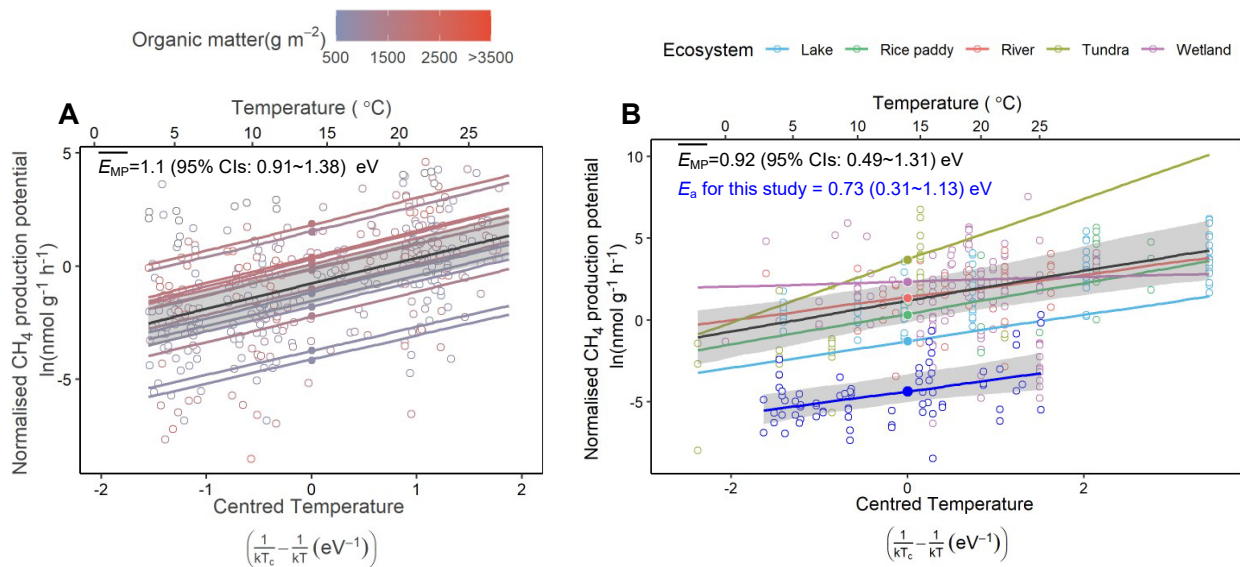 Organic matter(g m⁻²)
500 1500 2500 >3500
A
Temperature ( °C)
0 5 10 15 20 25
E̅M̅P̅=1.1 (95% CIs: 0.91~1.38) eV
Normalised CH₄ production potential
ln(nmol g⁻¹ h⁻¹)
5
0
-5
-2 -1 0 1 2
Centred Temperature
(1/kT꜀ − 1/kT (eV⁻¹))
Ecosystem Lake Rice paddy River Tundra Wetland
B
Temperature ( °C)
0 5 10 15 20 25
E̅M̅P̅=0.92 (95% CIs: 0.49~1.31) eV
Eₐ for this study = 0.73 (0.31~1.13) eV
Normalised CH₄ production potential
ln(nmol g⁻¹ h⁻¹)
10
5
0
-5
-2 0 2
Centred Temperature
(1/kT꜀ − 1/kT (eV⁻¹))